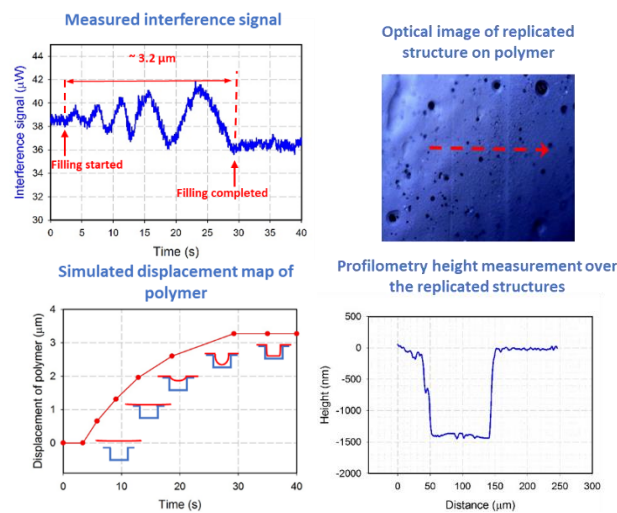 Measured interference signal
Interference signal (μW)
44
42
40
38
36
34
32
30
~ 3.2 μm
Filling started
Filling completed
0 5 10 15 20 25 30 35 40
Time (s)
Optical image of replicated
structure on polymer
Simulated displacement map of
polymer
Displacement of polymer (μm)
4
3
2
1
0
0 10 20 30 40
Time (s)
Profilometry height measurement over
the replicated structures
Height (nm)
500
0
-500
-1000
-1500
-2000
0 50 100 150 200 250 300
Distance (μm)